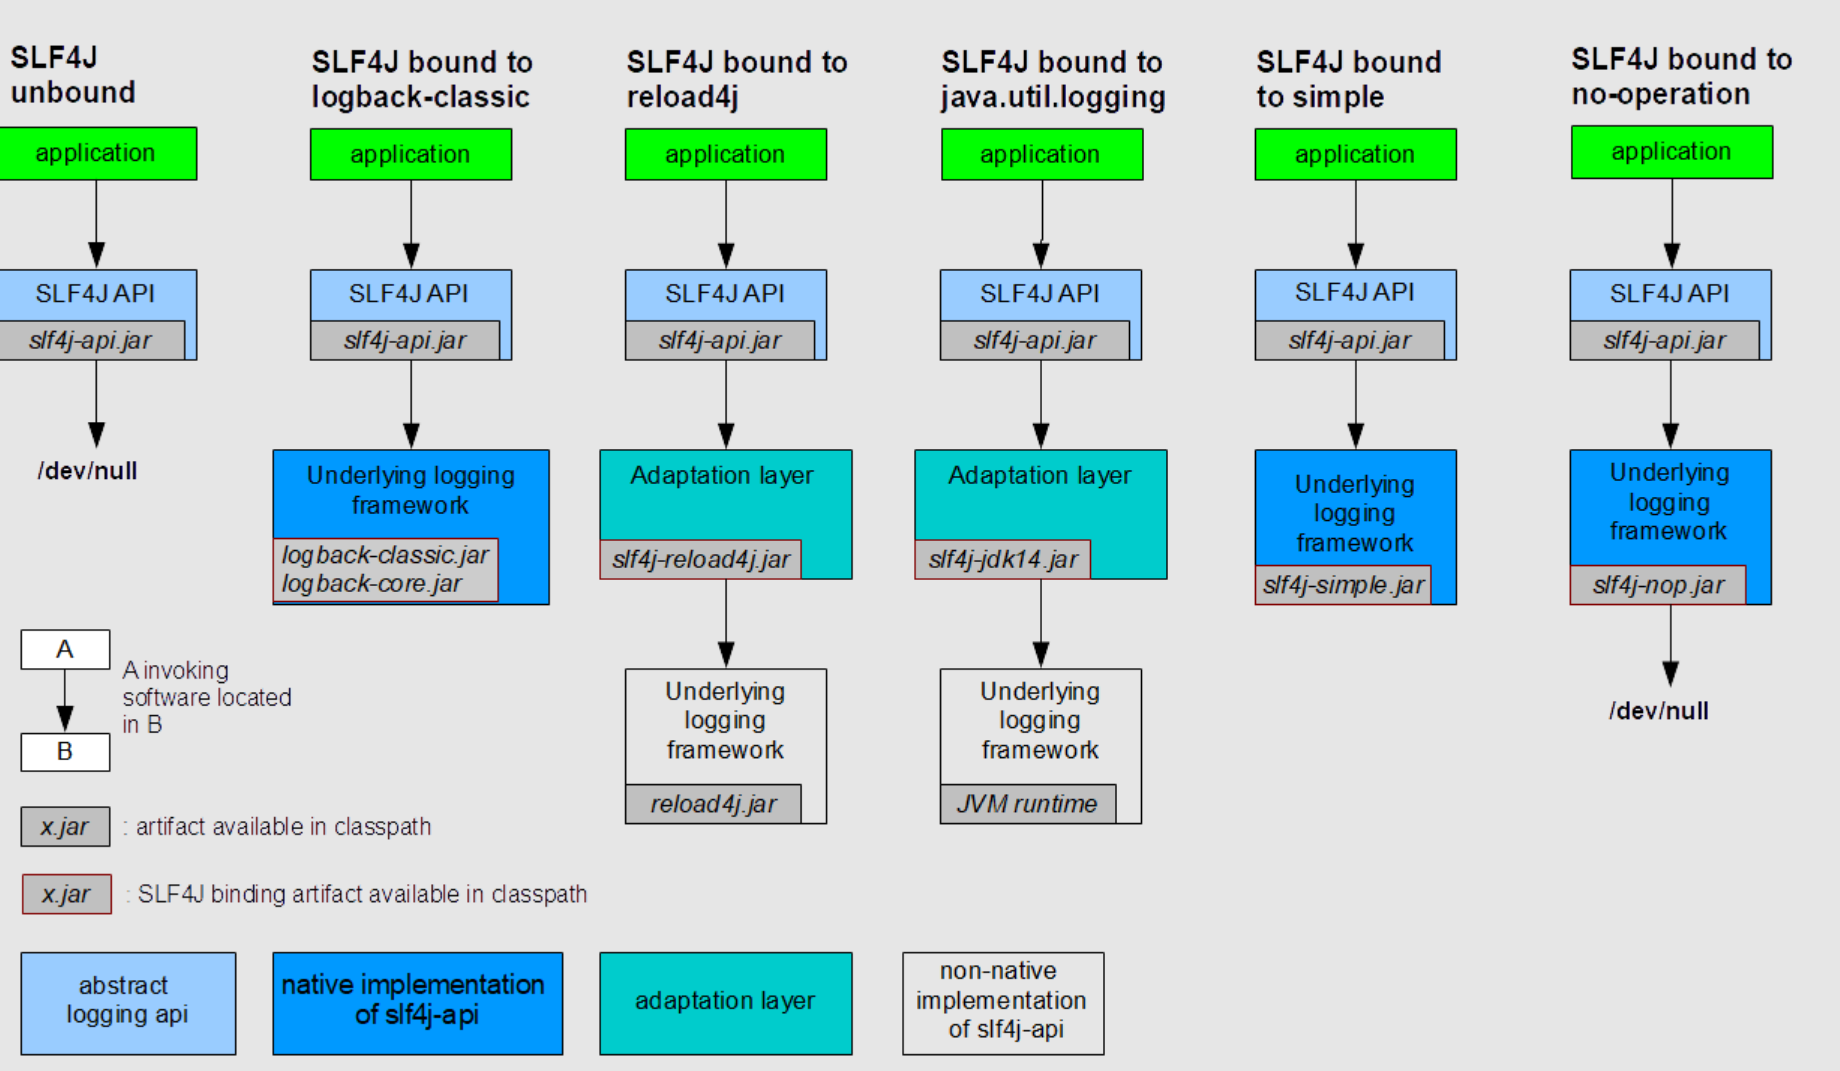 SLF4J
unbound
SLF4J bound to
logback-classic
SLF4J bound to
reload4j
SLF4J bound to
java.util.logging
SLF4J bound
to simple
SLF4J bound to
no-operation
application
application
application
application
application
application
SLF4J API
slf4j-api.jar
SLF4J API
slf4j-api.jar
SLF4J API
slf4j-api.jar
SLF4J API
slf4j-api.jar
SLF4J API
slf4j-api.jar
SLF4J API
slf4j-api.jar
/dev/null
Underlying logging
framework
logback-classic.jar
logback-core.jar
Adaptation layer
slf4j-reload4j.jar
Adaptation layer
slf4j-jdk14.jar
Underlying
logging
framework
slf4j-simple.jar
Underlying
logging
framework
slf4j-nop.jar
A
A invoking
software located
in B
B
Underlying
logging
framework
reload4j.jar
Underlying
logging
framework
JVM runtime
/dev/null
x.jar : artifact available in classpath
x.jar : SLF4J binding artifact available in classpath
abstract
logging api
native implementation
of slf4j-api
adaptation layer
non-native
implementation
of slf4j-api